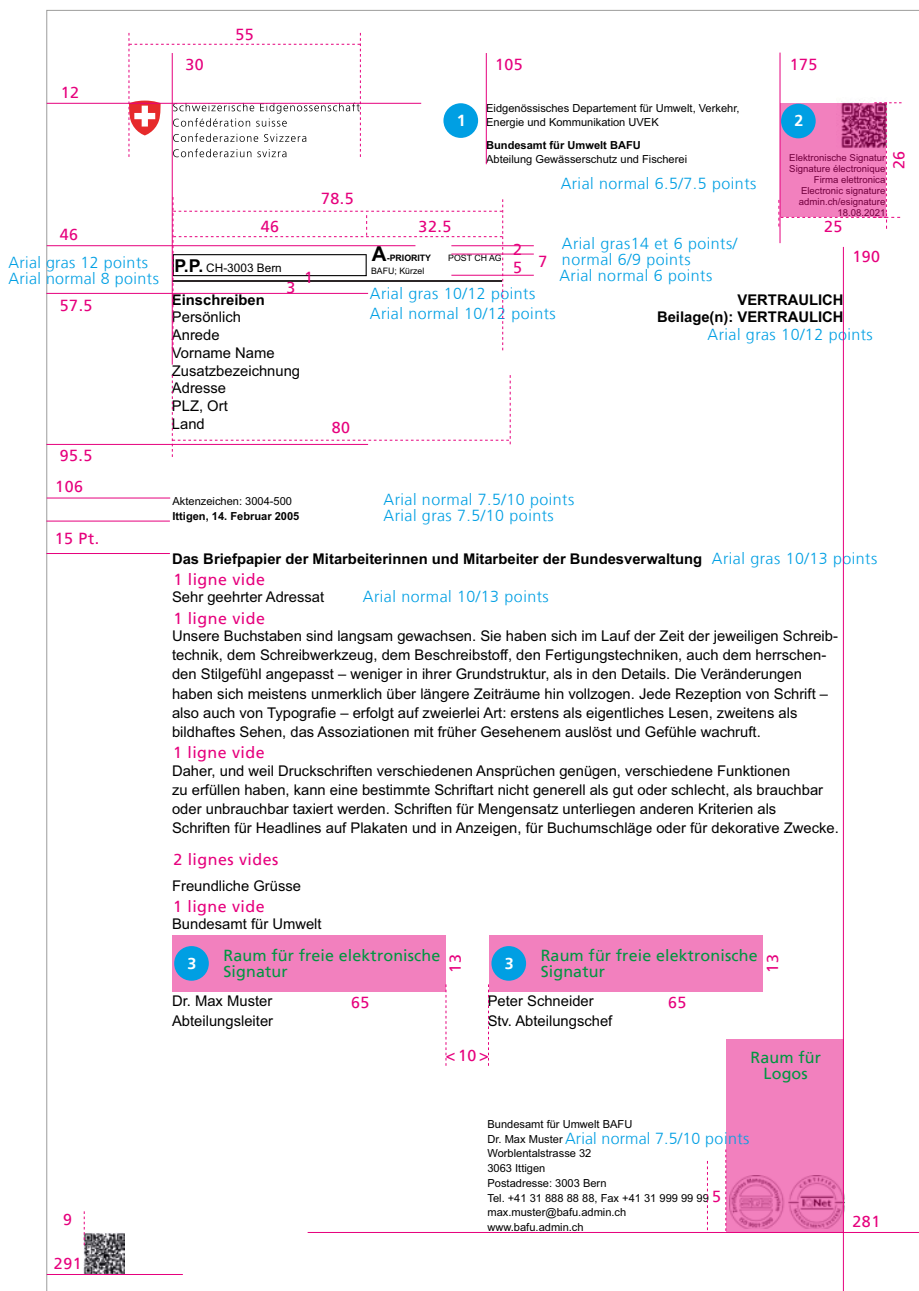 55
30
105
175
12
Schweizerische Eidgenossenschaft
Confédération suisse
Confederazione Svizzera
Confederaziun svizra
1
Eidgenössisches Departement für Umwelt, Verkehr,
Energie und Kommunikation UVEK
Bundesamt für Umwelt BAFU
Abteilung Gewässerschutz und Fischerei
Arial normal 6.5/7.5 points
2
Elektronische Signatur
Signature électronique
Firma elettronica
Electronic signature
admin.ch/esignature
18.08.2021
26
25
78.5
46
32.5
46
Arial gras 12 points
Arial normal 8 points
P.P. CH-3003 Bern
A-PRIORITY
POST CH AG
BAFU; Kürzel
2
5
7
Arial gras14 et 6 points/
normal 6/9 points
Arial normal 6 points
190
1
3
57.5
Arial gras 10/12 points
Arial normal 10/12 points
Einschreiben
Persönlich
Anrede
Vorname Name
Zusatzbezeichnung
Adresse
PLZ, Ort
Land
VERTRAULICH
Beilage(n): VERTRAULICH
Arial gras 10/12 points
80
95.5
106
Aktenzeichen: 3004-500
Ittigen, 14. Februar 2005
Arial normal 7.5/10 points
Arial gras 7.5/10 points
15 Pt.
Das Briefpapier der Mitarbeiterinnen und Mitarbeiter der Bundesverwaltung Arial gras 10/13 points
1 ligne vide
Sehr geehrter Adressat Arial normal 10/13 points
1 ligne vide
Unsere Buchstaben sind langsam gewachsen. Sie haben sich im Lauf der Zeit der jeweiligen Schreib-
technik, dem Schreibwerkzeug, dem Beschreibstoff, den Fertigungstechniken, auch dem herrschen-
den Stilgefühl angepasst – weniger in ihrer Grundstruktur, als in den Details. Die Veränderungen
haben sich meistens unmerklich über längere Zeiträume hin vollzogen. Jede Rezeption von Schrift –
also auch von Typografie – erfolgt auf zweierlei Art: erstens als eigentliches Lesen, zweitens als
bildhaftes Sehen, das Assoziationen mit früher Gesehenem auslöst und Gefühle wachruft.
1 ligne vide
Daher, und weil Druckschriften verschiedenen Ansprüchen genügen, verschiedene Funktionen
zu erfüllen haben, kann eine bestimmte Schriftart nicht generell als gut oder schlecht, als brauchbar
oder unbrauchbar taxiert werden. Schriften für Mengensatz unterliegen anderen Kriterien als
Schriften für Headlines auf Plakaten und in Anzeigen, für Buchumschläge oder für dekorative Zwecke.
2 lignes vides
Freundliche Grüsse
1 ligne vide
Bundesamt für Umwelt
3
Raum für freie elektronische
Signatur
13
3
Raum für freie elektronische
Signatur
13
Dr. Max Muster
Abteilungsleiter
65
Peter Schneider
Stv. Abteilungschef
65
< 10 >
Raum für
Logos
Bundesamt für Umwelt BAFU
Dr. Max Muster Arial normal 7.5/10 points
Worblentalstrasse 32
3063 Ittigen
Postadresse: 3003 Bern
Tel. +41 31 888 88 88, Fax +41 31 999 99 99
max.muster@bafu.admin.ch
www.bafu.admin.ch
5
CERTIFIED
IQNet
MANAGEMENT SYSTEM
281
9
291